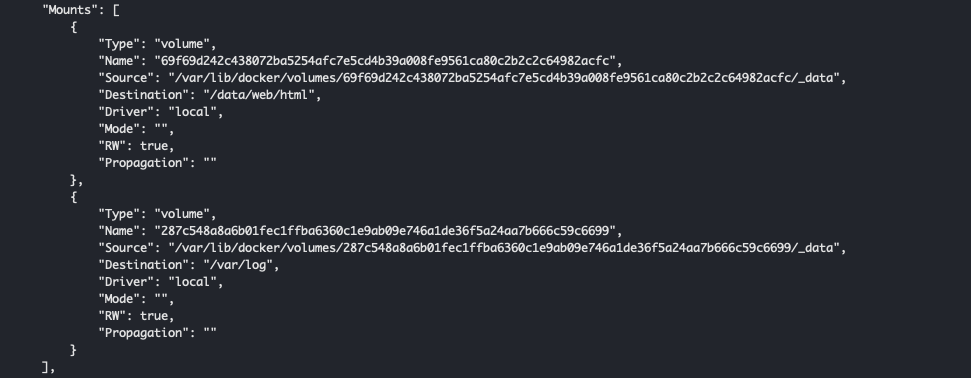 "Mounts": [
{
"Type": "volume",
"Name": "69f69d242c438072ba5254afc7e5cd4b39a008fe9561ca80c2b2c2c64982acfc",
"Source": "/var/lib/docker/volumes/69f69d242c438072ba5254afc7e5cd4b39a008fe9561ca80c2b2c2c64982acfc/_data",
"Destination": "/data/web/html",
"Driver": "local",
"Mode": "",
"RW": true,
"Propagation": ""
},
{
"Type": "volume",
"Name": "287c548a8a6b01fec1ffba6360c1e9ab09e746a1de36f5a24aa7b666c59c6699",
"Source": "/var/lib/docker/volumes/287c548a8a6b01fec1ffba6360c1e9ab09e746a1de36f5a24aa7b666c59c6699/_data",
"Destination": "/var/log",
"Driver": "local",
"Mode": "",
"RW": true,
"Propagation": ""
}
],